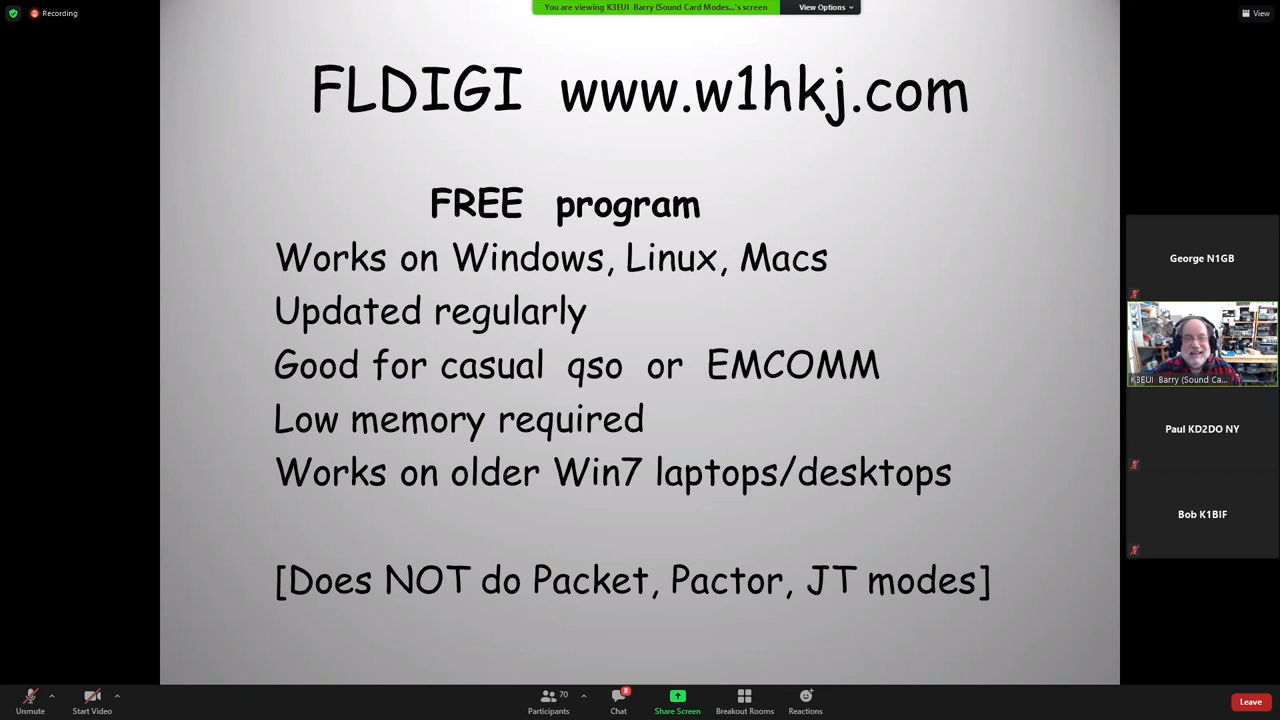 Recording
You are viewing K3EUI Barry (Sound Card Modes...'s screen
View Options
View
FLDIGI www.w1hkj.com
FREE program
Works on Windows, Linux, Macs
Updated regularly
Good for casual qso or EMCOMM
Low memory required
Works on older Win7 laptops/desktops
[Does NOT do Packet, Pactor, JT modes]
George N1GB
K3EUI Barry (Sound Ca...
Paul KD2DO NY
Bob K1BIF
Unmute
Start Video
Participants
70
Chat
8
Share Screen
Breakout Rooms
Reactions
Leave